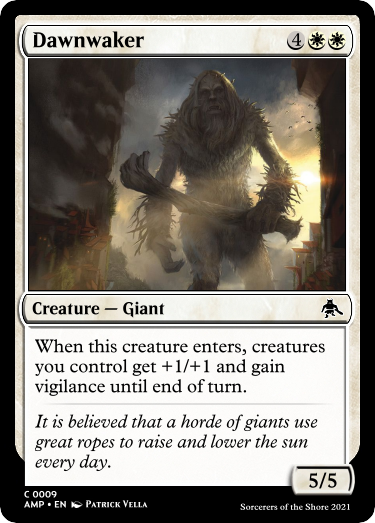 Dawnwaker 4
Creature — Giant
When this creature enters, creatures
you control get +1/+1 and gain
vigilance until end of turn.
It is believed that a horde of giants use
great ropes to raise and lower the sun
every day.
5/5
C 0009
AMP • EN Patrick Vella
Sorcerers of the Shore 2021